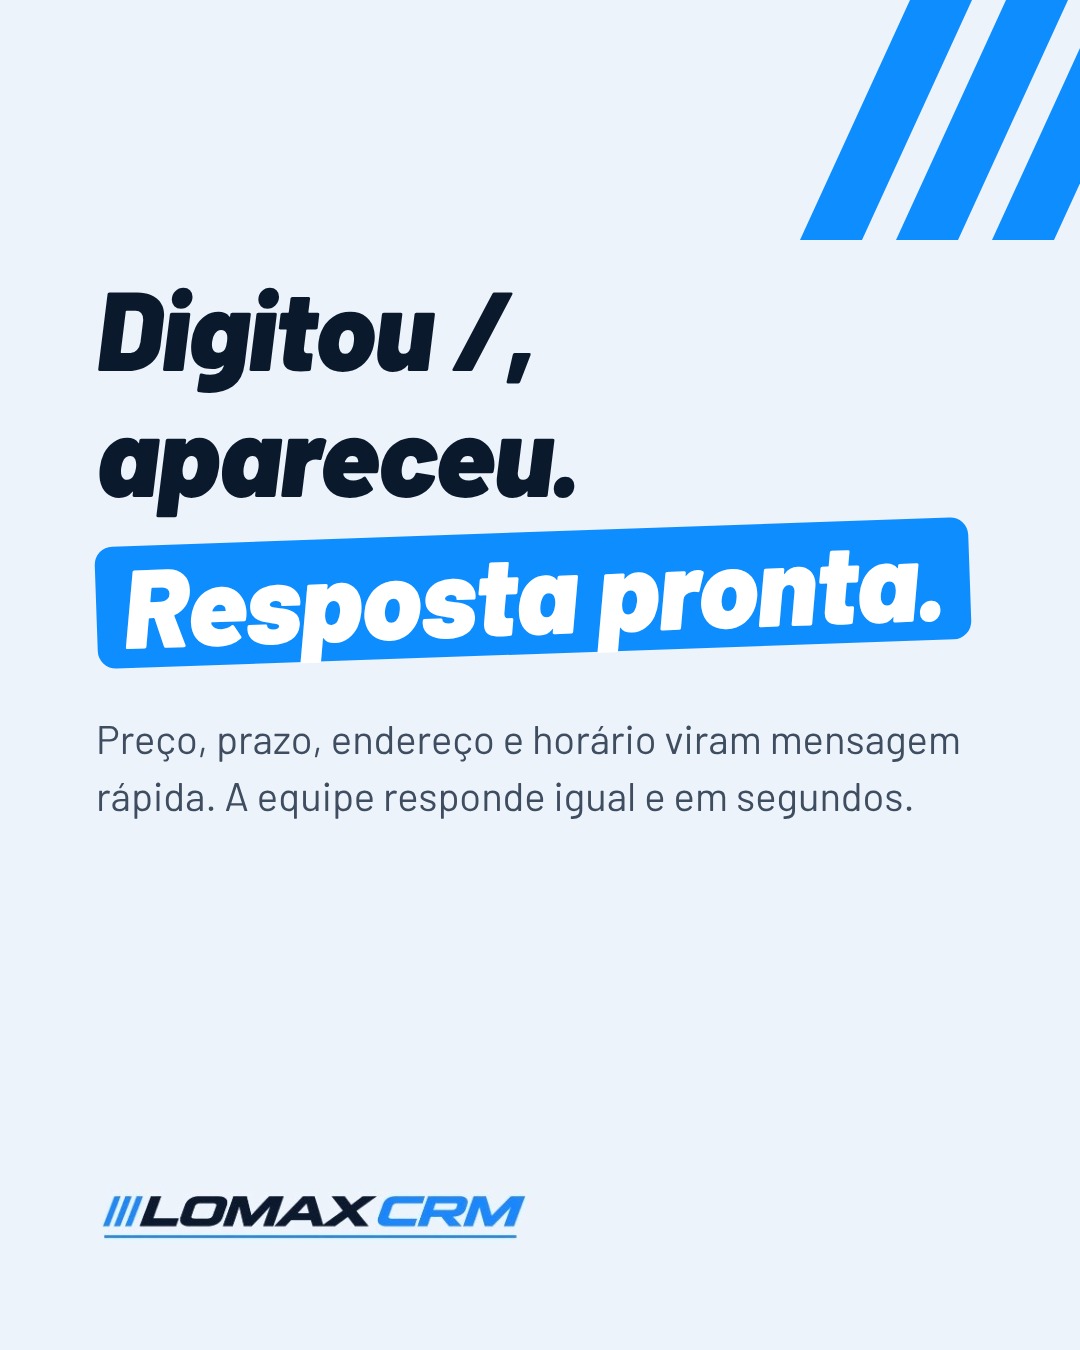 Digitou /,
apareceu.
Resposta pronta.
Preço, prazo, endereço e horário viram mensagem
rápida. A equipe responde igual e em segundos.
LOMAX CRM